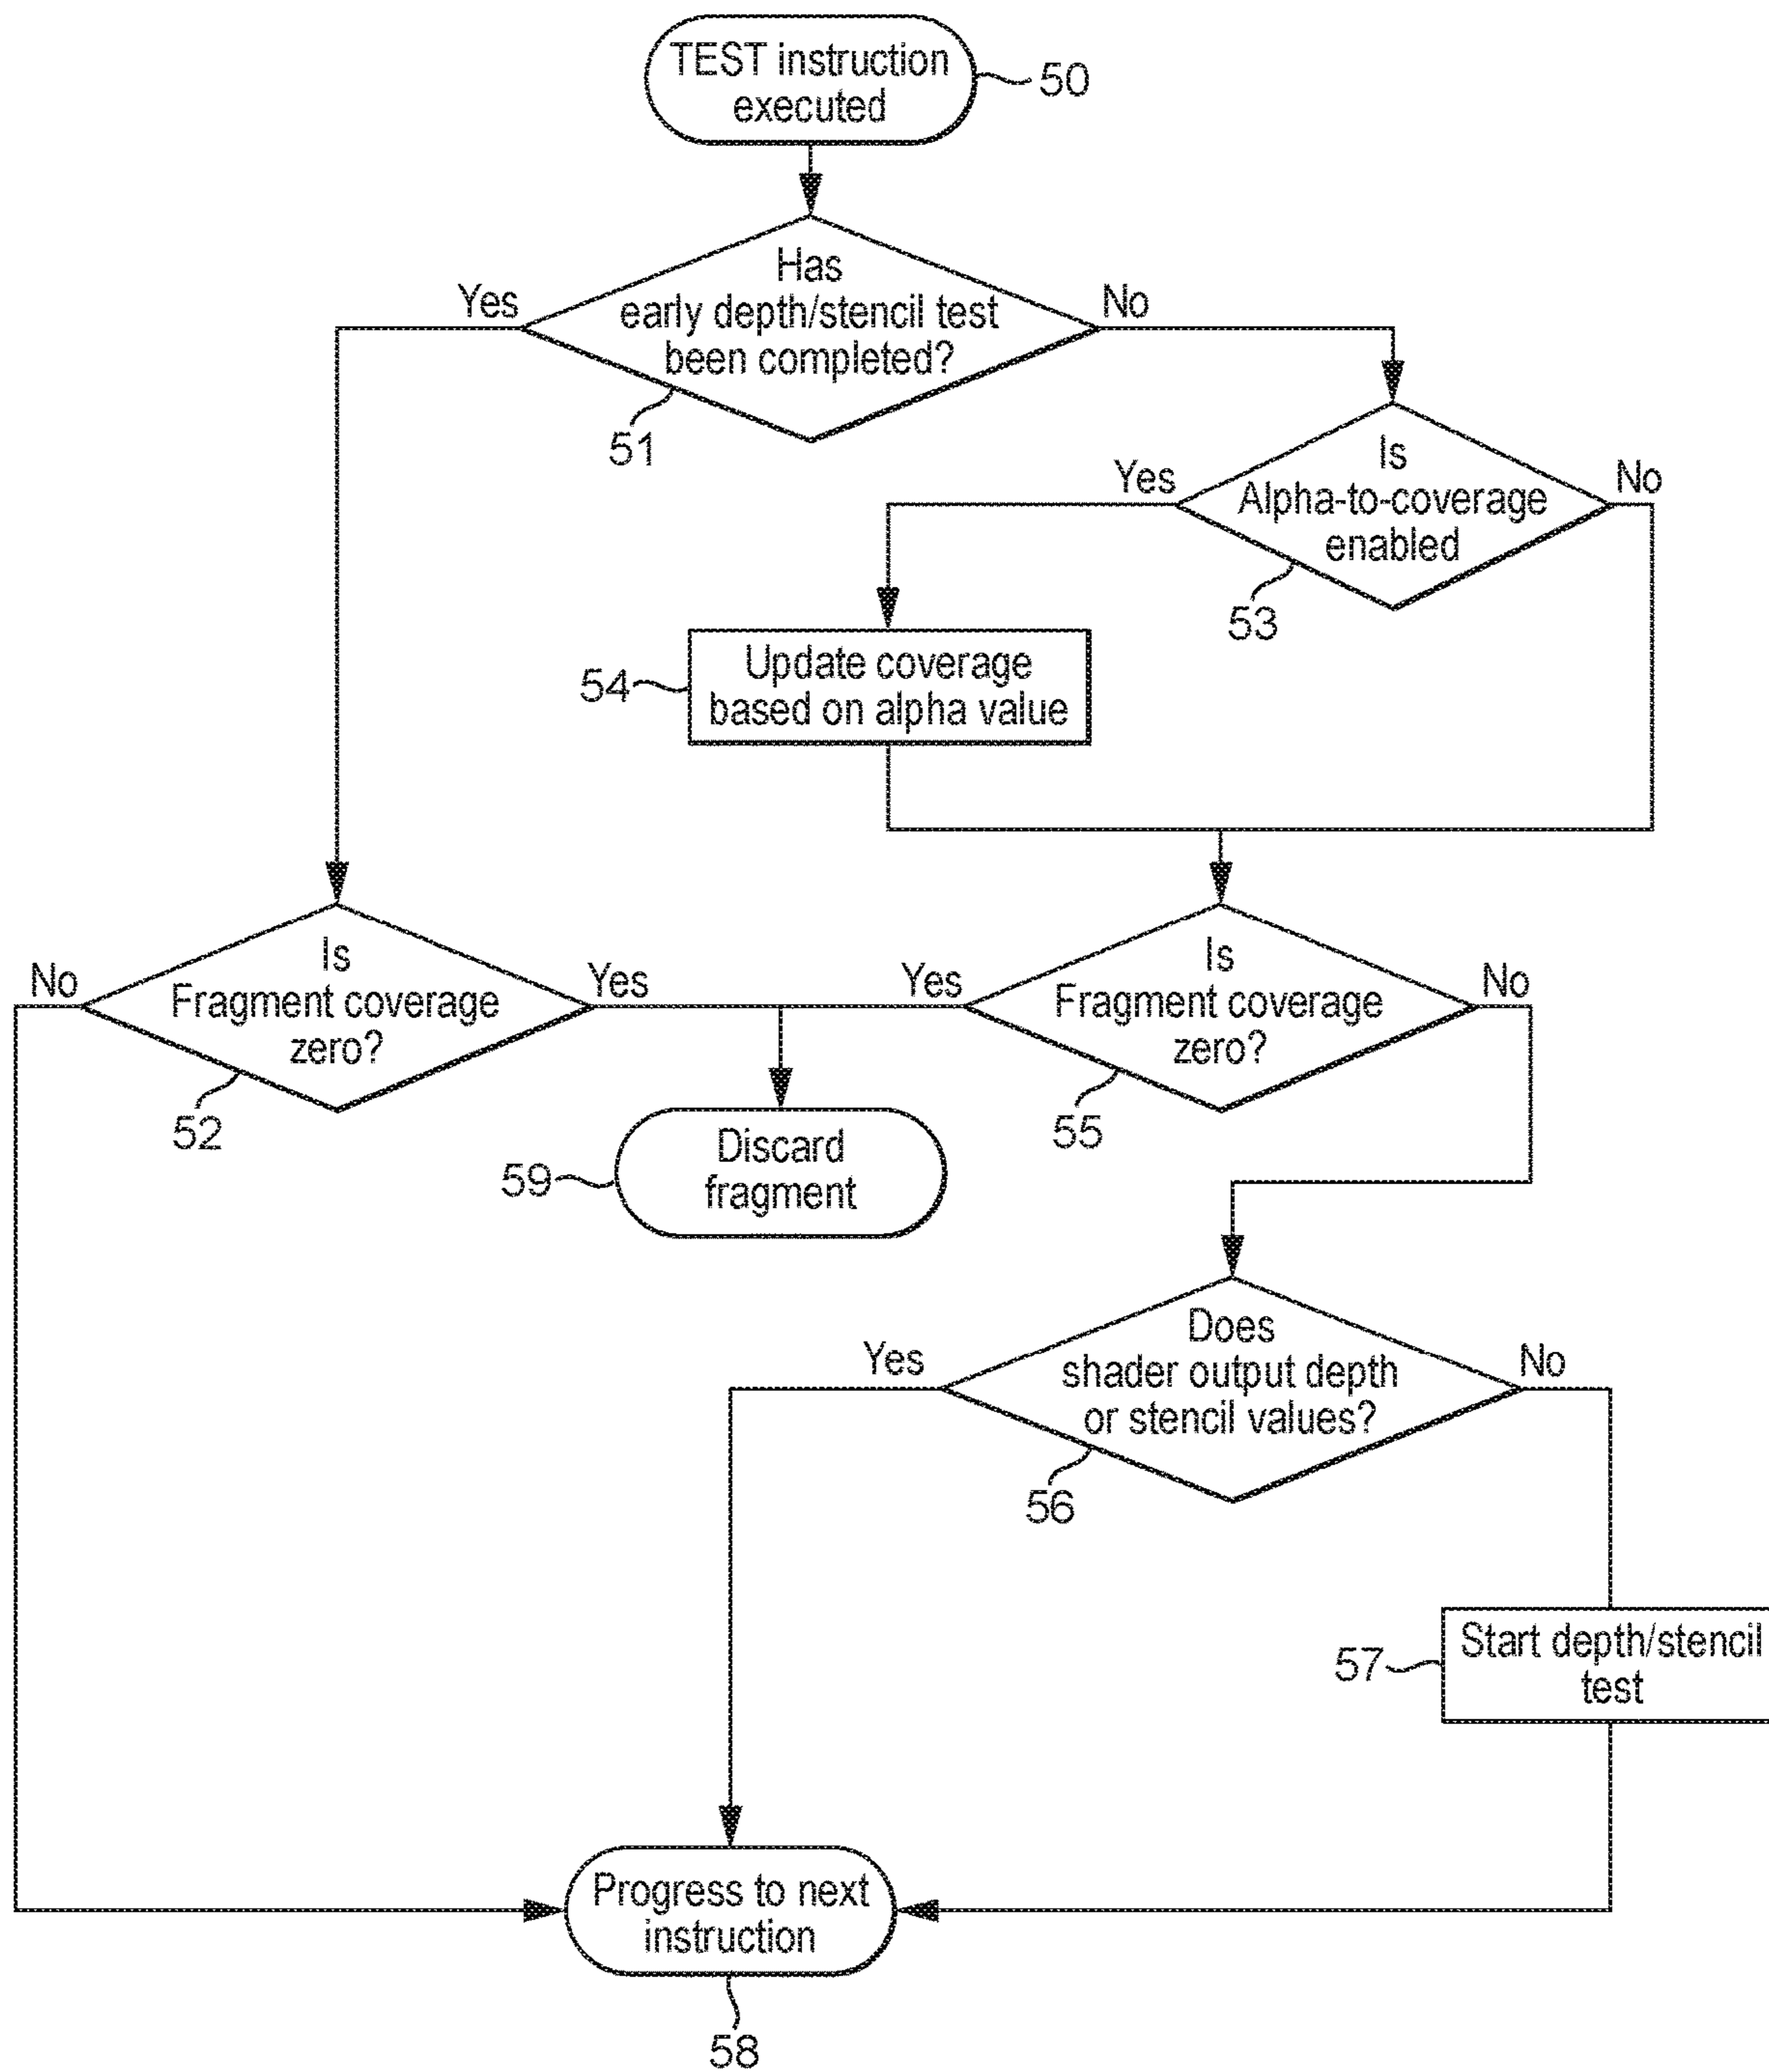 TEST instruction
executed
50
Has
early depth/stencil test
been completed?
Yes
No
51
Is
Alpha-to-coverage
enabled
Yes
No
53
Update coverage
based on alpha value
54
Is
Fragment coverage
zero?
No
Yes
52
Is
Fragment coverage
zero?
Yes
No
55
Discard
fragment
59
Does
shader output depth
or stencil values?
Yes
No
56
Start depth/stencil
test
57
Progress to next
instruction
58